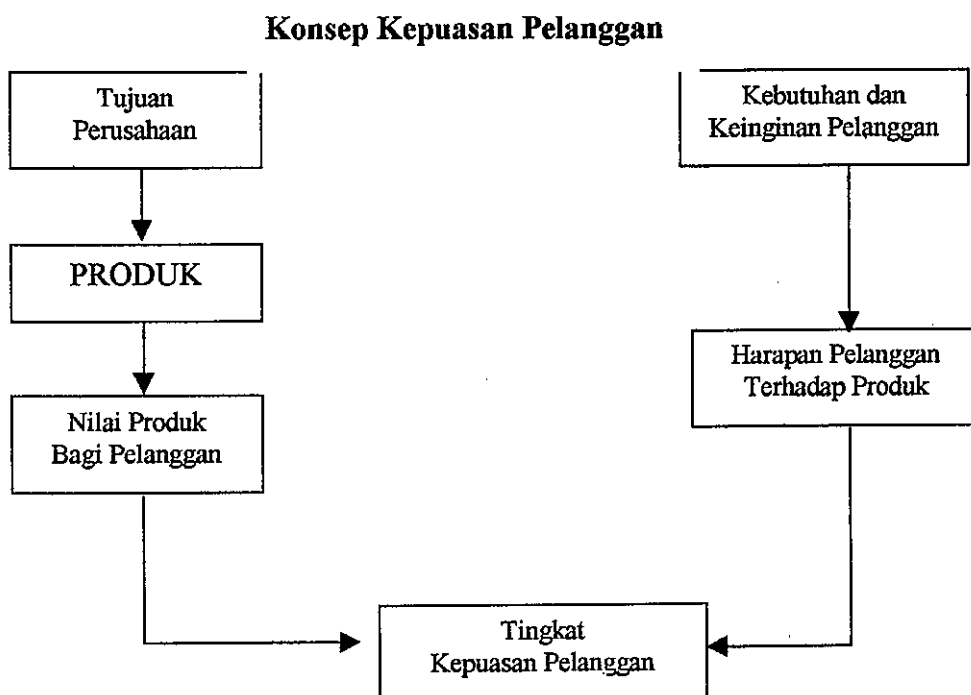 Konsep Kepuasan Pelanggan
Tujuan
Perusahaan
PRODUK
Nilai Produk
Bagi Pelanggan
Kebutuhan dan
Keinginan Pelanggan
Harapan Pelanggan
Terhadap Produk
Tingkat
Kepuasan Pelanggan